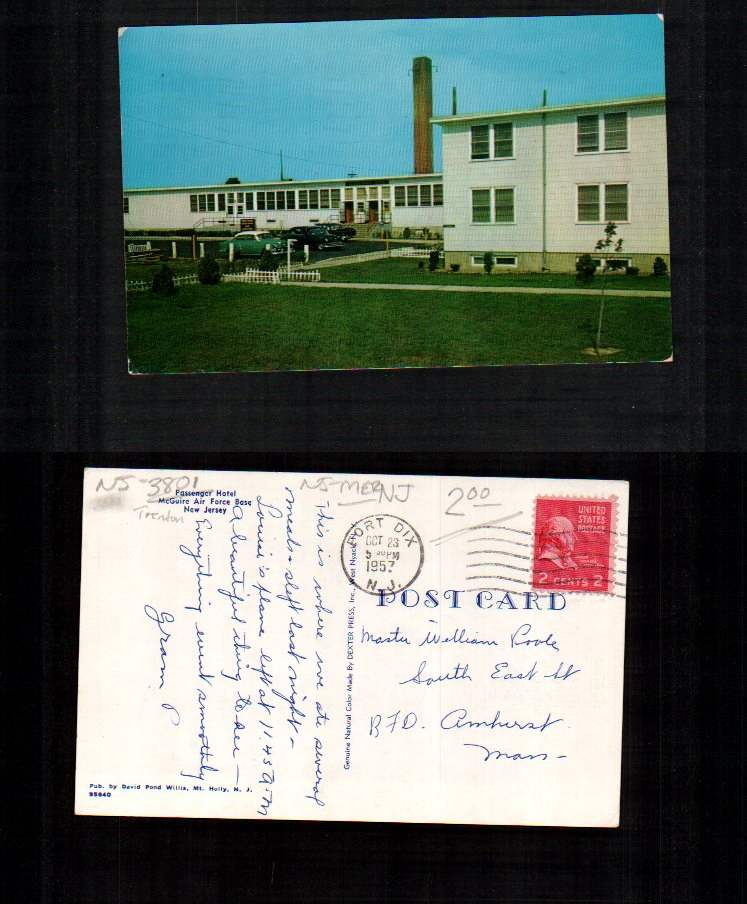 NJ-3801
Passenger Hotel
McGuire Air Force Base
New Jersey
Trenton
NJ-MER NJ
2.00
This is where we ate several
meals & slept last night -
Louise's plane left at 11:45 A.M
A beautiful thing to see -
Everything went smoothly
Gram P
Genuine Natural Color Made By DEXTER PRESS, Inc., West Nyack,
FORT DIX
OCT 23
5 PM
1957
N. J.
UNITED
STATES
POSTAGE
2 CENTS 2
POST CARD
Master William Poole
South East St
RFD. Amherst
Mass-
Pub. by David Pond Willis, Mt. Holly, N. J.
95640